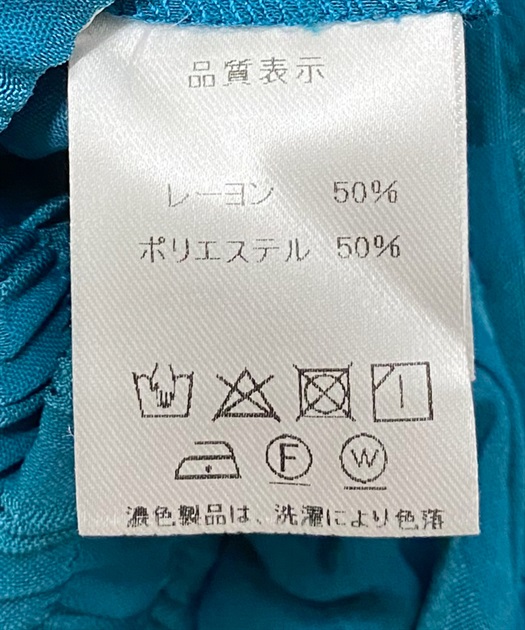 品質表示
レーヨン 50%
ポリエステル 50%
F W
濃色製品は、洗濯により色落